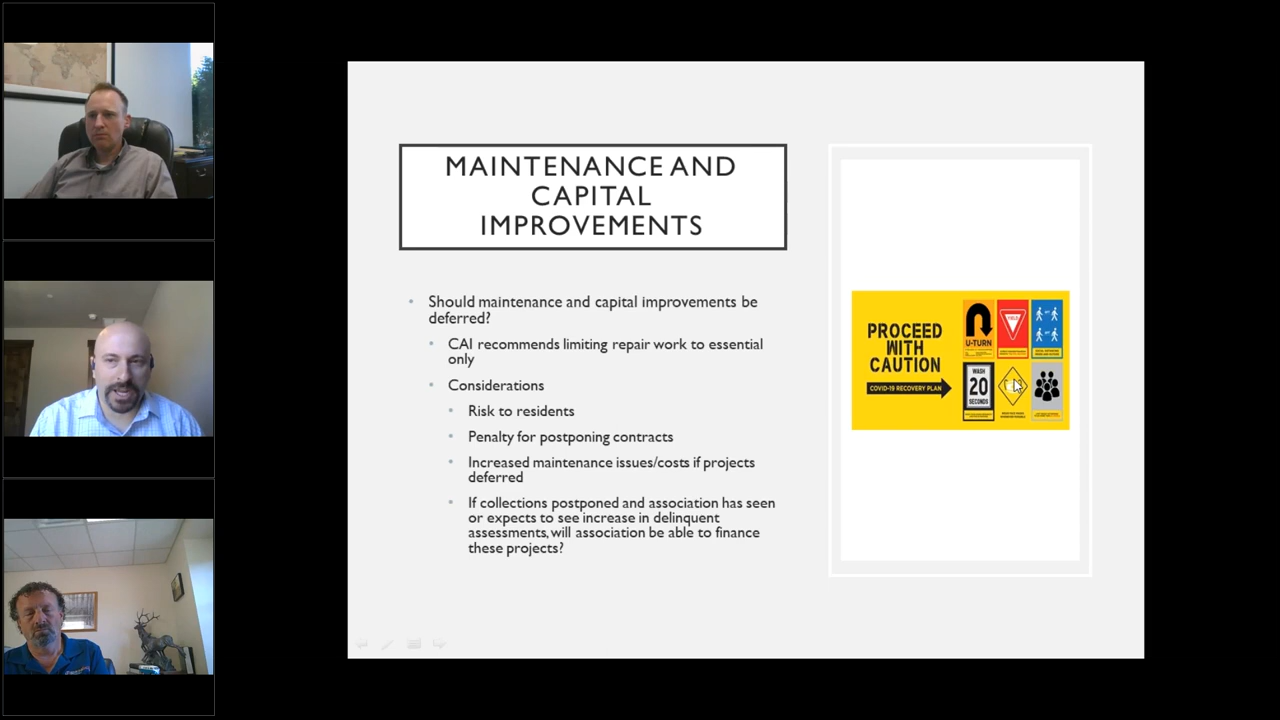 MAINTENANCE AND
CAPITAL
IMPROVEMENTS
Should maintenance and capital improvements be
deferred?
CAI recommends limiting repair work to essential
only
Considerations
Risk to residents
Penalty for postponing contracts
Increased maintenance issues/costs if projects
deferred
If collections postponed and association has seen
or expects to see increase in delinquent
assessments, will association be able to finance
these projects?
PROCEED
WITH
CAUTION
COVID-19 RECOVERY PLAN
U-TURN
YIELD
WASH
20
SECONDS